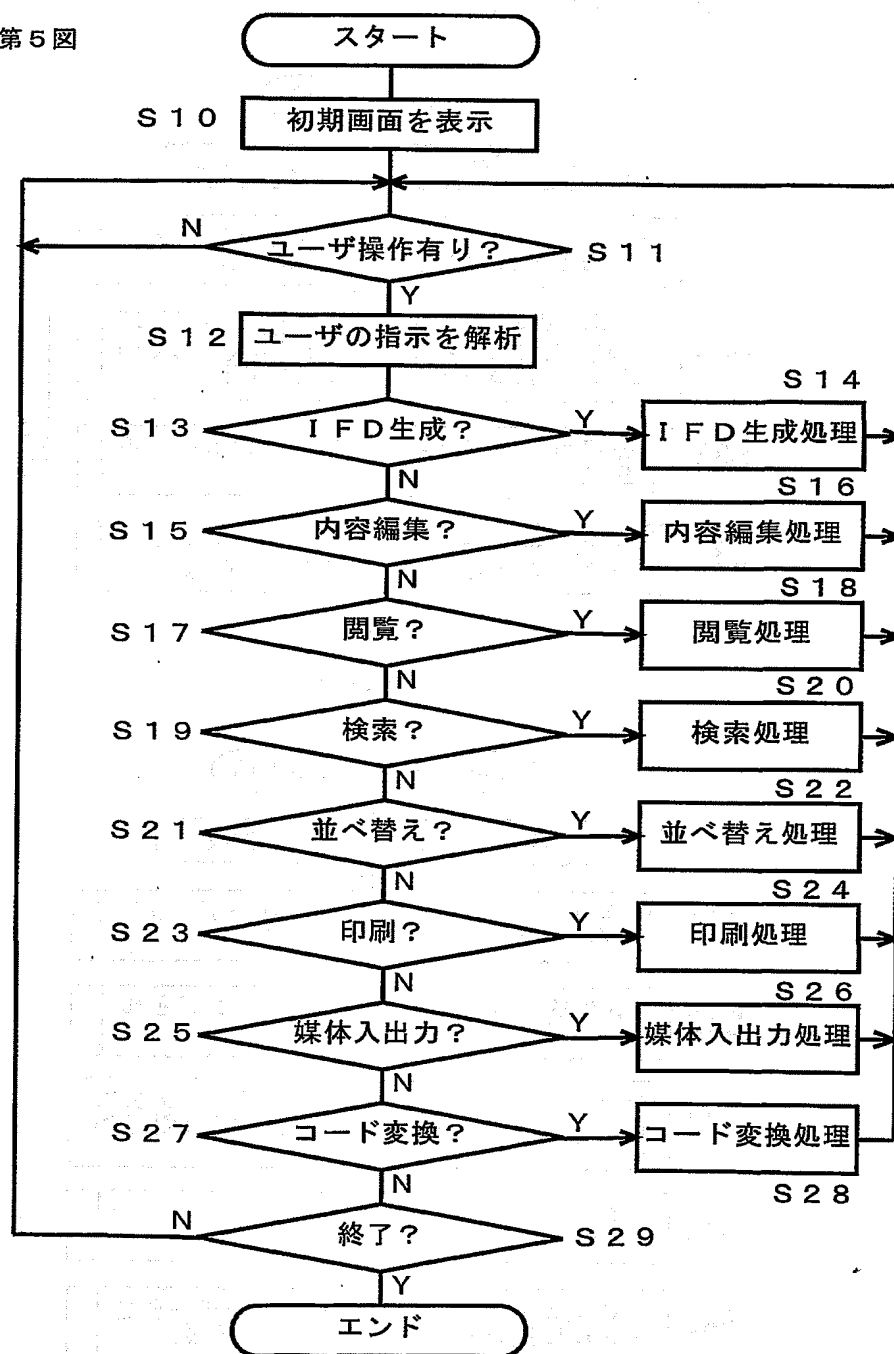 第5図
スタート
S10 初期画面を表示
N ユーザ操作有り? S11
Y
S12 ユーザの指示を解析
S14
S13 IFD生成? Y IFD生成処理
N
S16
S15 内容編集? Y 内容編集処理
N
S18
S17 閲覧? Y 閲覧処理
N
S20
S19 検索? Y 検索処理
N
S22
S21 並べ替え? Y 並べ替え処理
N
S24
S23 印刷? Y 印刷処理
N
S26
S25 媒体入出力? Y 媒体入出力処理
N
S27 コード変換? Y コード変換処理
N
S28
N 終了? S29
Y
エンド